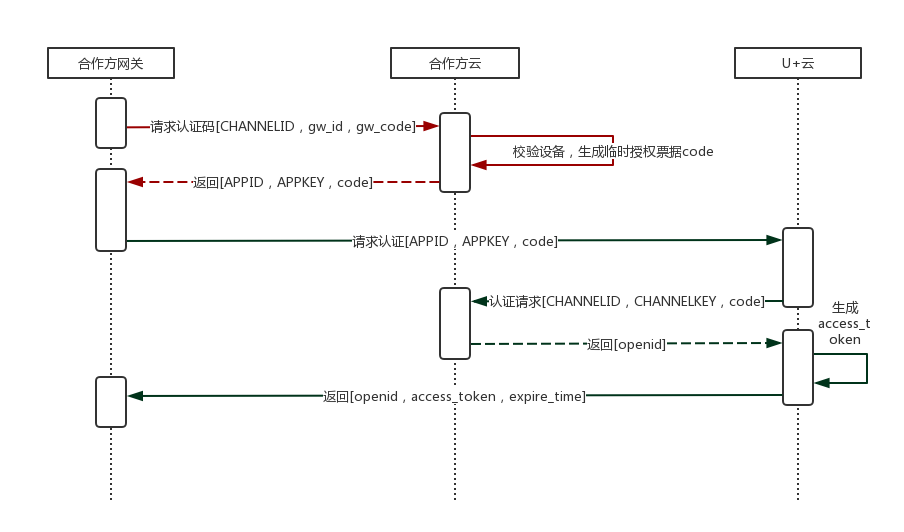 合作方网关
合作方云
U+云
请求认证码[CHANNELID，gw_id，gw_code]
校验设备，生成临时授权票据code
返回[APPID，APPKEY，code]
请求认证[APPID，APPKEY，code]
认证请求[CHANNELID，CHANNELKEY，code]
生成
access_t
oken
返回[openid]
返回[openid，access_token，expire_time]